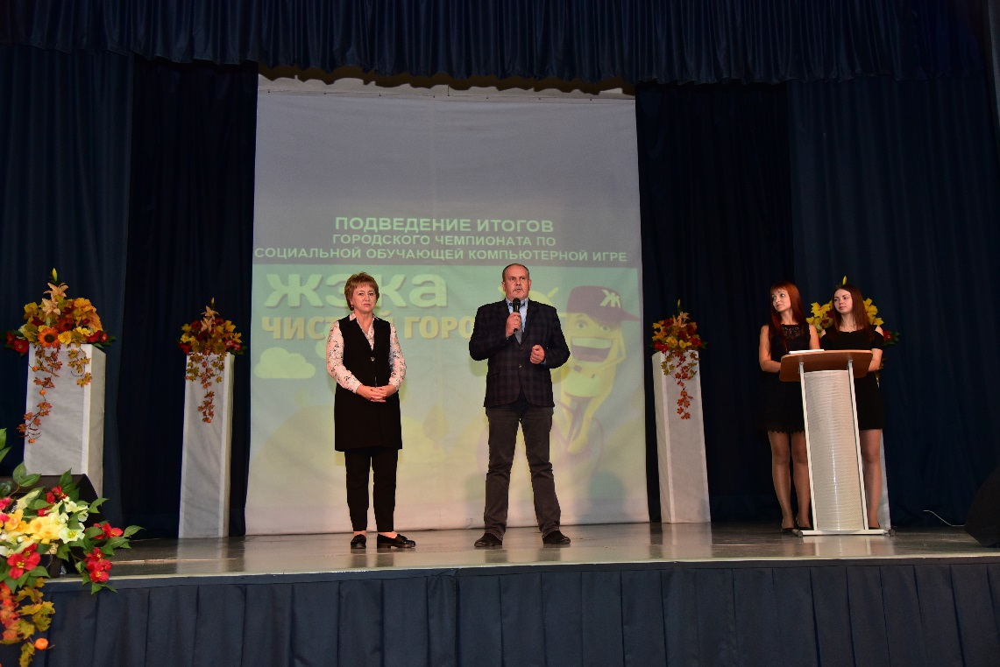 ПОДВЕДЕНИЕ ИТОГОВ
ГОРОДСКОГО ЧЕМПИОНАТА ПО
СОЦИАЛЬНОЙ ОБУЧАЮЩЕЙ КОМПЬЮТЕРНОЙ ИГРЕ
ЖЭКА
Ж